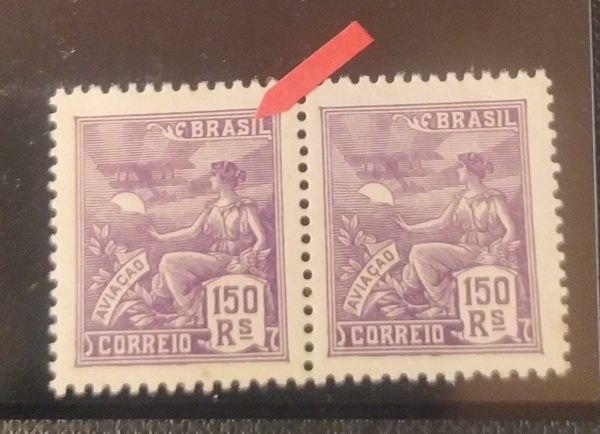 BRASIL
AVIAÇÃO
150
Rs
CORREIO
BRASIL
AVIAÇÃO
150
Rs
CORREIO